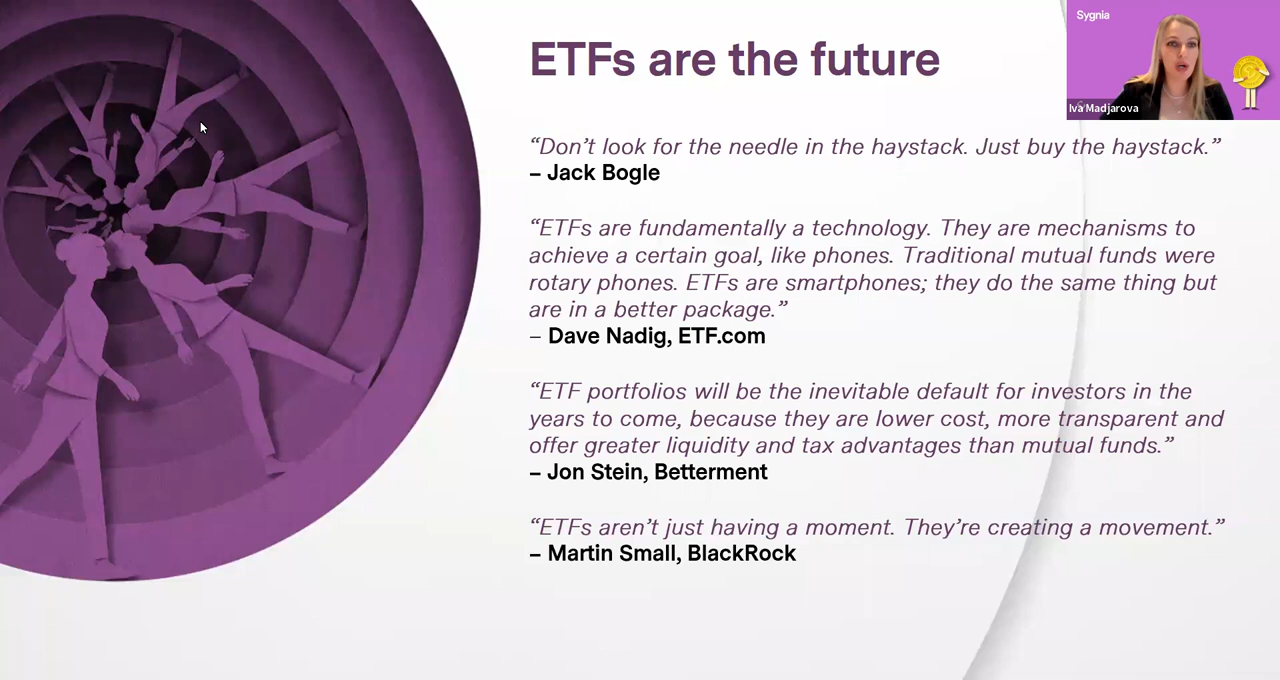 ETFs are the future
Sygnia
Iva Madjarova
“Don’t look for the needle in the haystack. Just buy the haystack.”
– Jack Bogle
“ETFs are fundamentally a technology. They are mechanisms to
achieve a certain goal, like phones. Traditional mutual funds were
rotary phones. ETFs are smartphones; they do the same thing but
are in a better package.”
– Dave Nadig, ETF.com
“ETF portfolios will be the inevitable default for investors in the
years to come, because they are lower cost, more transparent and
offer greater liquidity and tax advantages than mutual funds.”
– Jon Stein, Betterment
“ETFs aren’t just having a moment. They’re creating a movement.”
– Martin Small, BlackRock